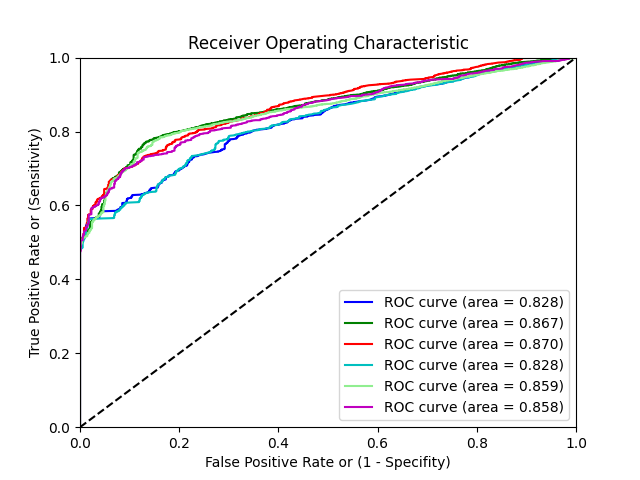 Receiver Operating Characteristic
True Positive Rate or (Sensitivity)
1.0
0.8
0.6
0.4
0.2
0.0
ROC curve (area = 0.828)
ROC curve (area = 0.867)
ROC curve (area = 0.870)
ROC curve (area = 0.828)
ROC curve (area = 0.859)
ROC curve (area = 0.858)
0.0 0.2 0.4 0.6 0.8 1.0
False Positive Rate or (1 - Specifity)